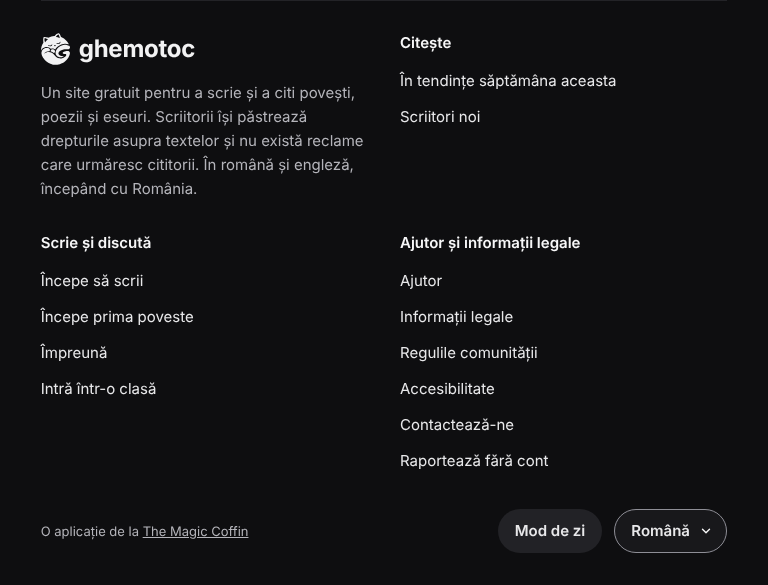 ghemotoc
Un site gratuit pentru a scrie și a citi povești,
poezii și eseuri. Scriitorii își păstrează
drepturile asupra textelor și nu există reclame
care urmăresc cititorii. În română și engleză,
începând cu România.
Citește
În tendințe săptămâna aceasta
Scriitori noi
Scrie și discută
Începe să scrii
Începe prima poveste
Împreună
Intră într-o clasă
Ajutor și informații legale
Ajutor
Informații legale
Regulile comunității
Accesibilitate
Contactează-ne
Raportează fără cont
O aplicație de la The Magic Coffin
Mod de zi
Română